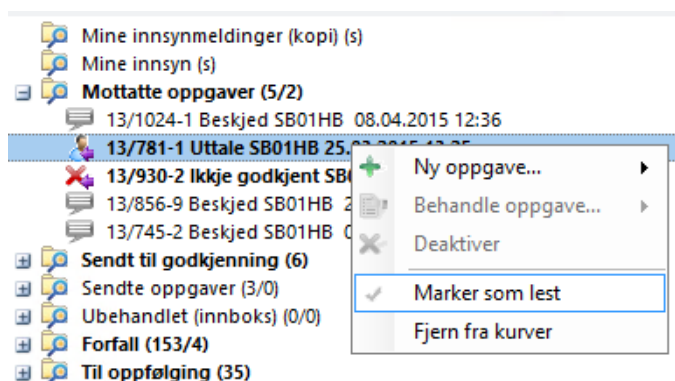 Mine innsynmeldinger (kopi) (s)
Mine innsyn (s)
Mottatte oppgaver (5/2)
13/1024-1 Beskjed SB01HB 08.04.2015 12:36
13/781-1 Uttale SB01HB 25.
13/930-2 Ikkje godkjent
13/856-9 Beskjed SB01HB
13/745-2 Beskjed SB01HB
Sendt til godkjenning (6)
Sendte oppgaver (3/0)
Ubehandlet (innboks) (0/0)
Forfall (153/4)
Til oppfølging (35)
Ny oppgave...
Behandle oppgave...
Deaktiver
Marker som lest
Fjern fra kurver